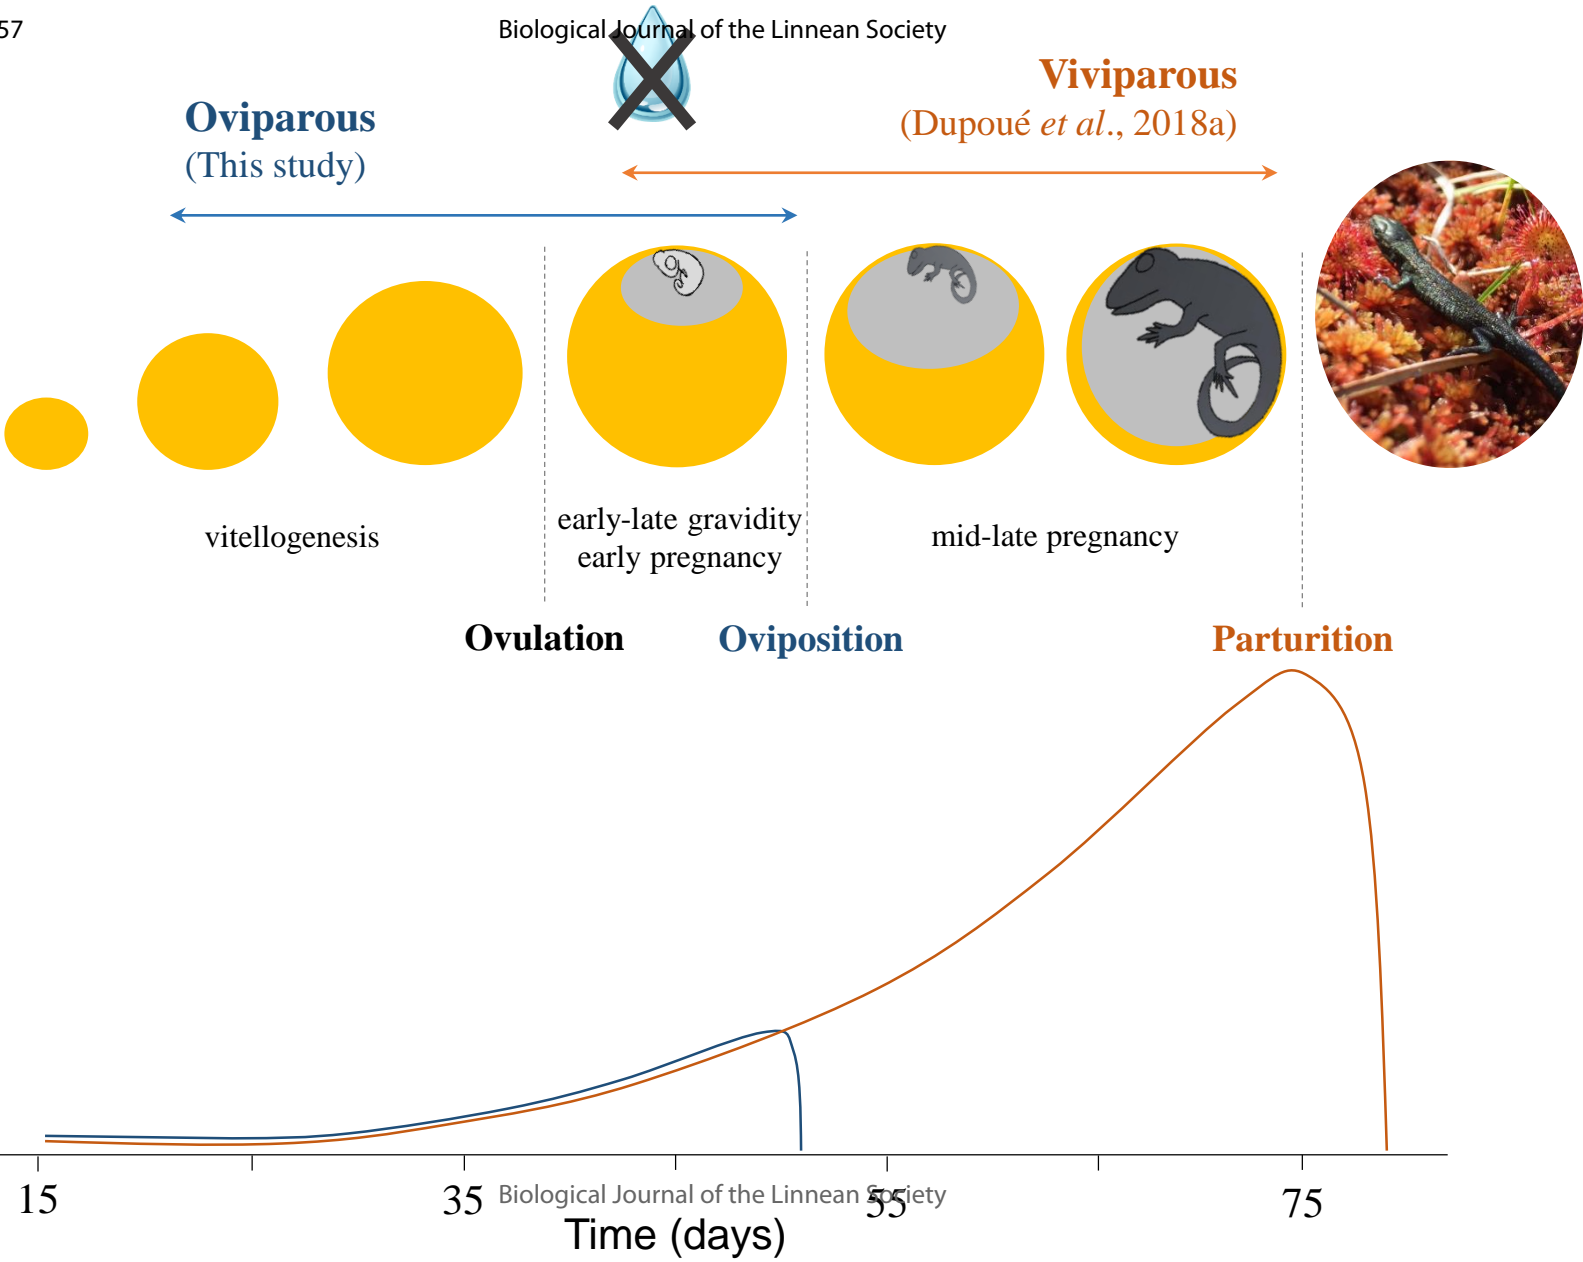 57
Biological Journal of the Linnean Society
Viviparous
(Dupoué et al., 2018a)
Oviparous
(This study)
vitellogenesis
early-late gravidity
early pregnancy
mid-late pregnancy
Ovulation
Oviposition
Parturition
15
35
55
75
Biological Journal of the Linnean Society
Time (days)